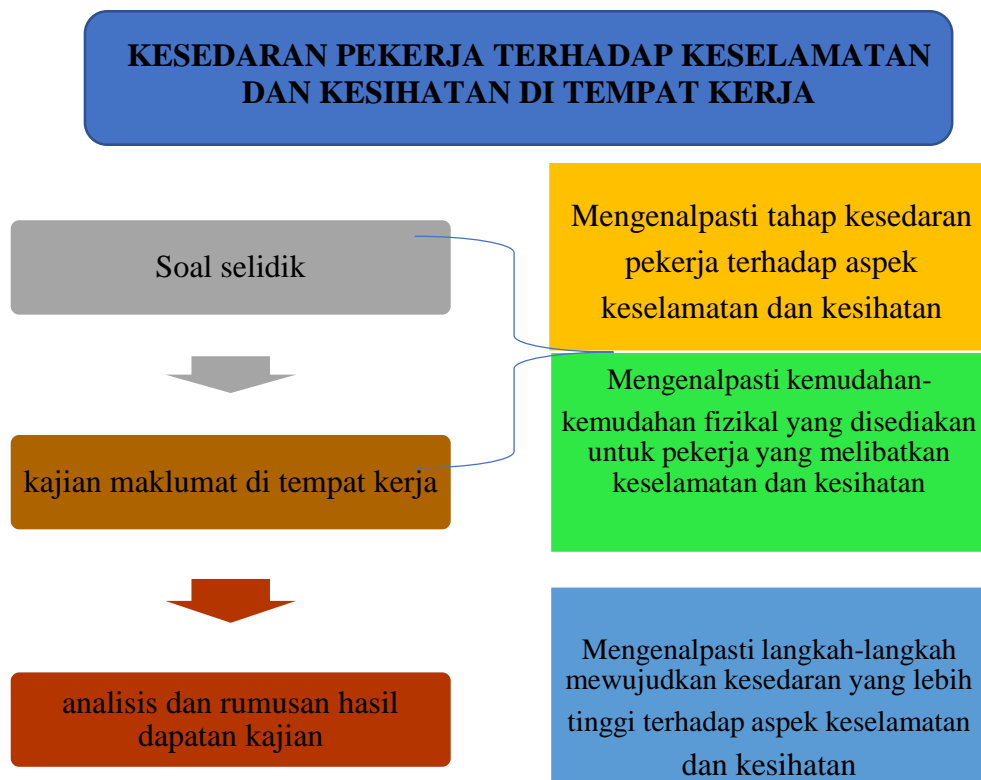 KESEDARAN PEKERJA TERHADAP KESELAMATAN
DAN KESIHATAN DI TEMPAT KERJA
Soal selidik
kajian maklumat di tempat kerja
analisis dan rumusan hasil
dapatan kajian
Mengenalpasti tahap kesedaran
pekerja terhadap aspek
keselamatan dan kesihatan
Mengenalpasti kemudahan-
kemudahan fizikal yang disediakan
untuk pekerja yang melibatkan
keselamatan dan kesihatan
Mengenalpasti langkah-langkah
mewujudkan kesedaran yang lebih
tinggi terhadap aspek keselamatan
dan kesihatan